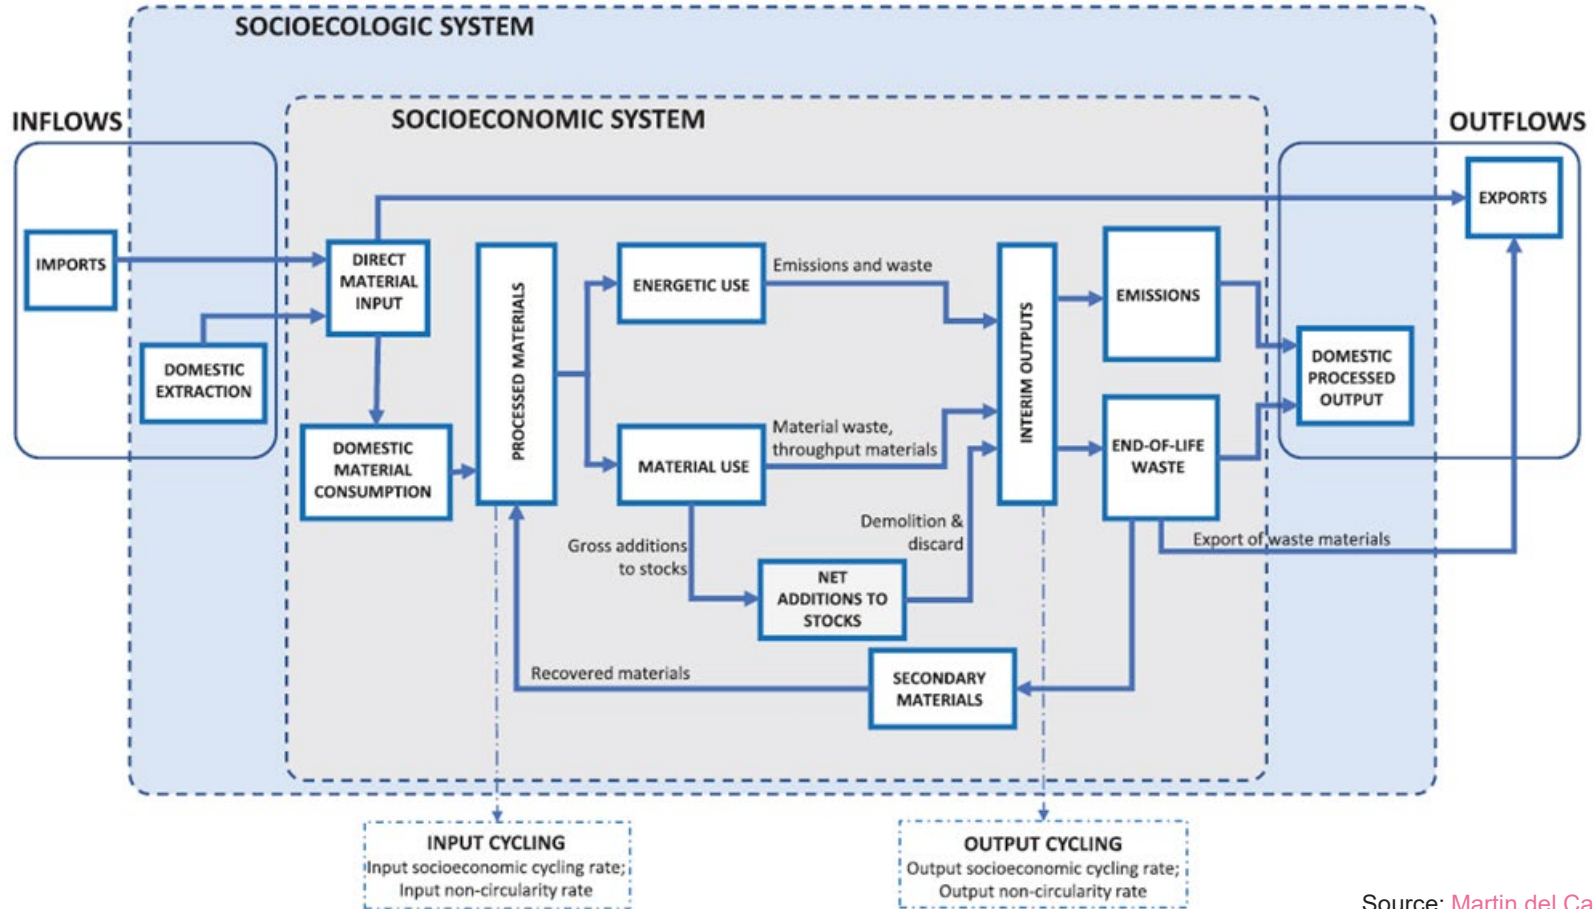 SOCIOECOLOGIC SYSTEM
SOCIOECONOMIC SYSTEM
INFLOWS
OUTFLOWS
IMPORTS
DOMESTIC
EXTRACTION
DIRECT
MATERIAL
INPUT
DOMESTIC
MATERIAL
CONSUMPTION
PROCESSED MATERIALS
ENERGETIC USE
Emissions and waste
MATERIAL USE
Material waste,
throughput materials
Gross additions
to stocks
NET
ADDITIONS TO
STOCKS
Demolition &
discard
INTERIM OUTPUTS
EMISSIONS
END-OF-LIFE
WASTE
DOMESTIC
PROCESSED
OUTPUT
EXPORTS
Export of waste materials
SECONDARY
MATERIALS
Recovered materials
INPUT CYCLING
Input socioeconomic cycling rate;
Input non-circularity rate
OUTPUT CYCLING
Output socioeconomic cycling rate;
Output non-circularity rate
Source: Martin del Ca